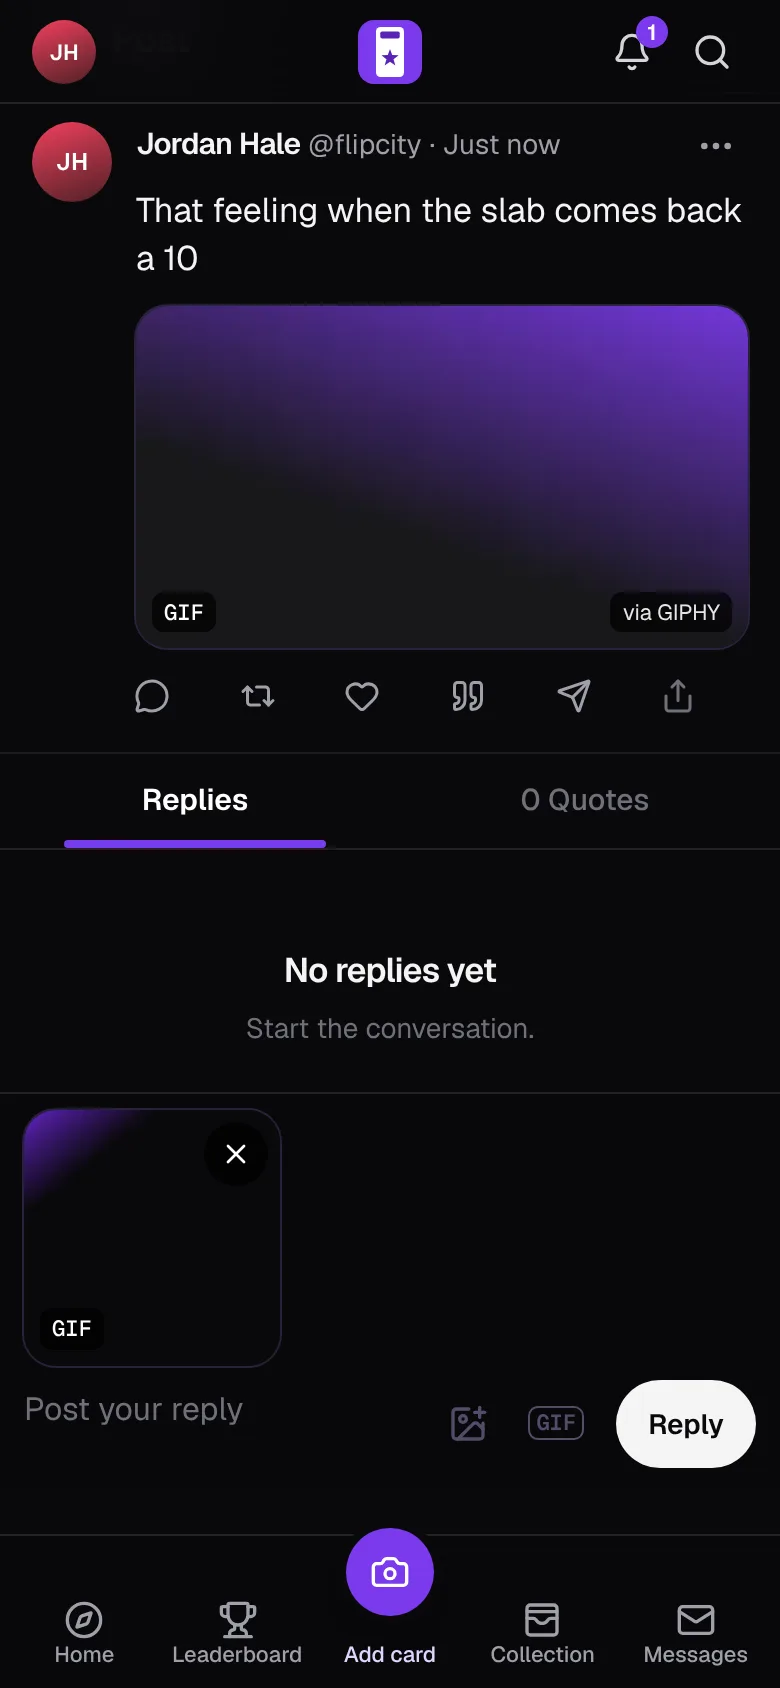 JH
1
JH
Jordan Hale @flipcity · Just now
That feeling when the slab comes back
a 10
GIF
via GIPHY
Replies
0 Quotes
No replies yet
Start the conversation.
GIF
Post your reply
GIF
Reply
Home
Leaderboard
Add card
Collection
Messages